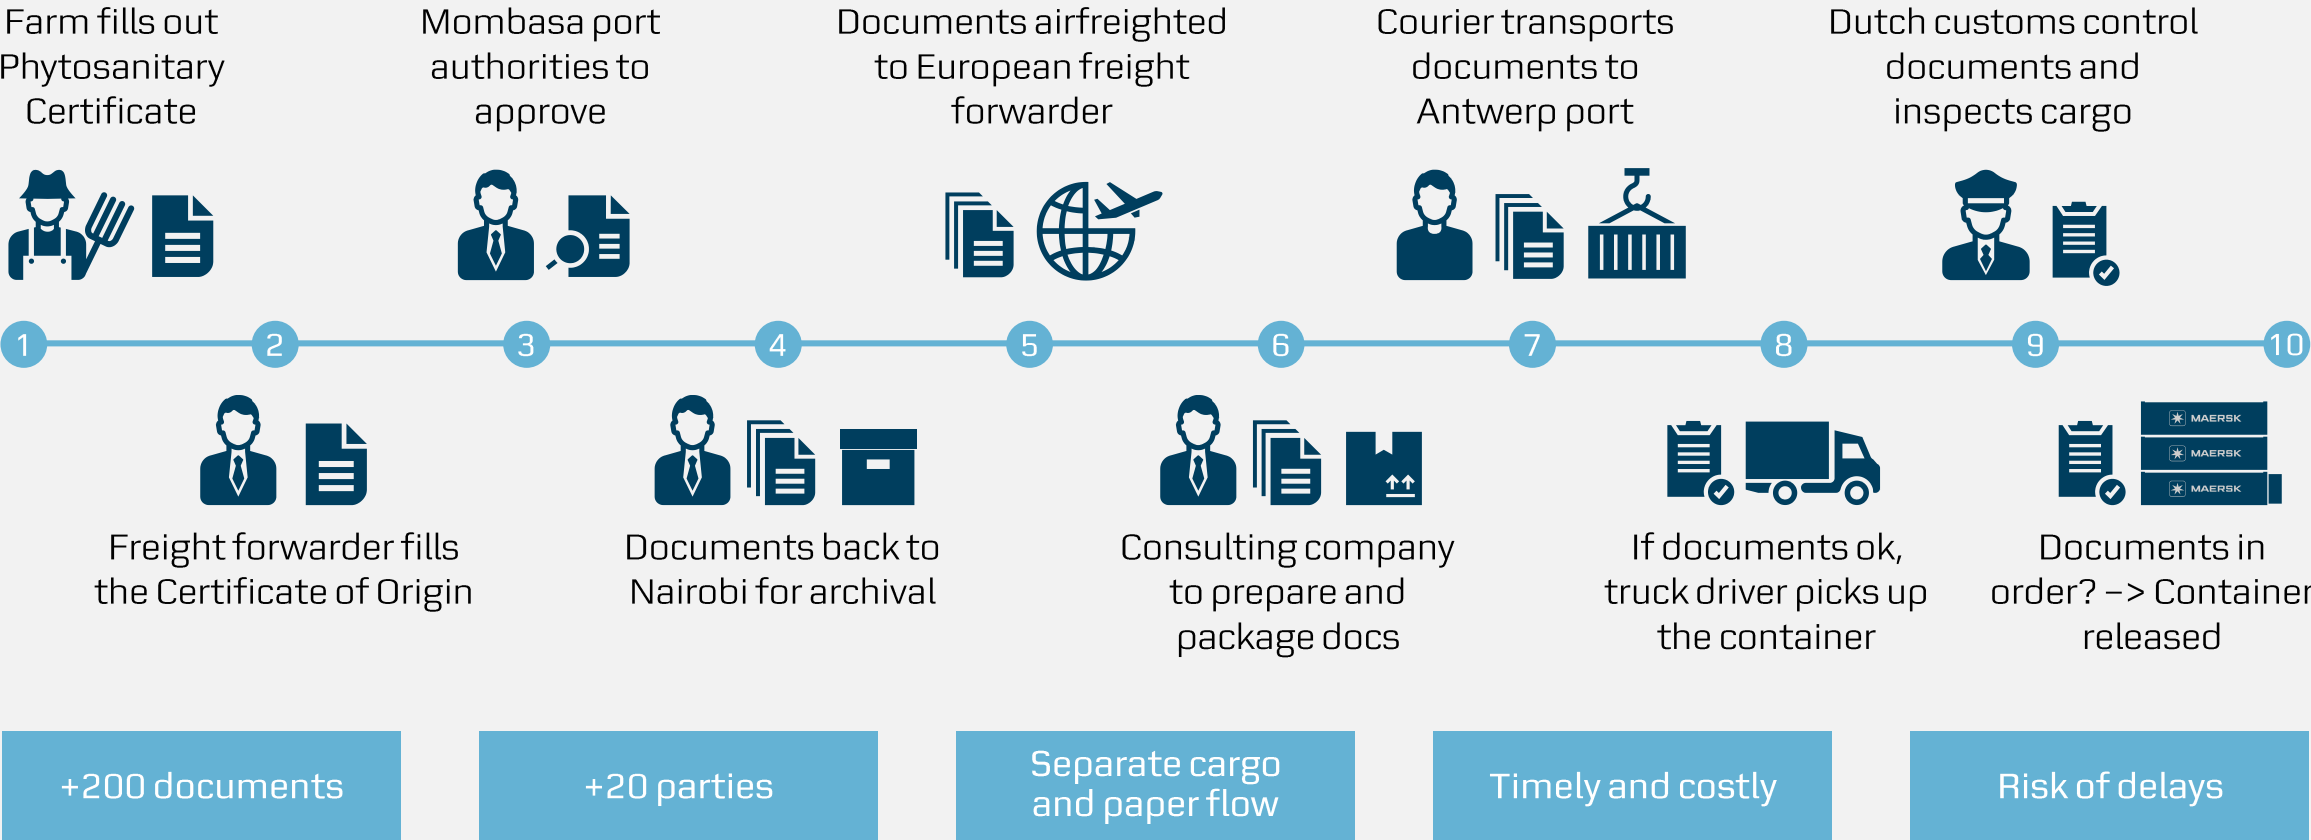 Farm fills out
Phytosanitary
Certificate
Mombasa port
authorities to
approve
Documents airfreighted
to European freight
forwarder
Courier transports
documents to
Antwerp port
Dutch customs control
documents and
inspects cargo
1
2
3
4
5
6
7
8
9
10
Freight forwarder fills
the Certificate of Origin
Documents back to
Nairobi for archival
Consulting company
to prepare and
package docs
If documents ok,
truck driver picks up
the container
MAERSK
MAERSK
MAERSK
Documents in
order? –> Container
released
+200 documents
+20 parties
Separate cargo
and paper flow
Timely and costly
Risk of delays